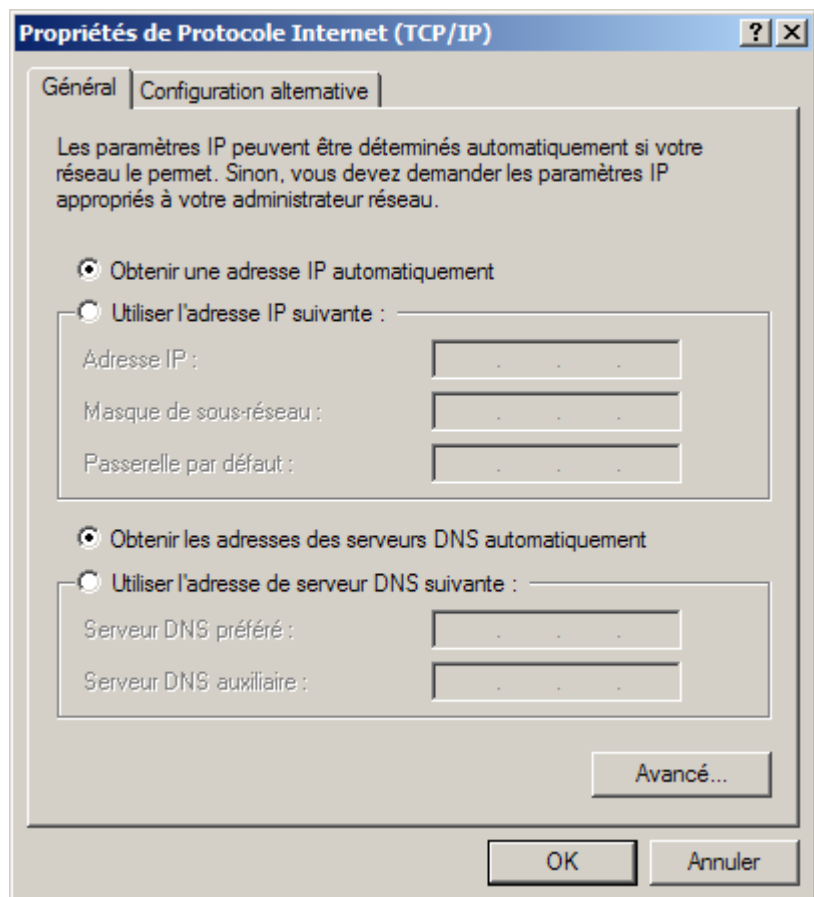 Propriétés de Protocole Internet (TCP/IP)
Général
Configuration alternative
Les paramètres IP peuvent être déterminés automatiquement si votre
réseau le permet. Sinon, vous devez demander les paramètres IP
appropriés à votre administrateur réseau.
Obtenir une adresse IP automatiquement
Utiliser l'adresse IP suivante :
Adresse IP :
Masque de sous-réseau :
Passerelle par défaut :
Obtenir les adresses des serveurs DNS automatiquement
Utiliser l'adresse de serveur DNS suivante :
Serveur DNS préféré :
Serveur DNS auxiliaire :
Avancé...
OK
Annuler